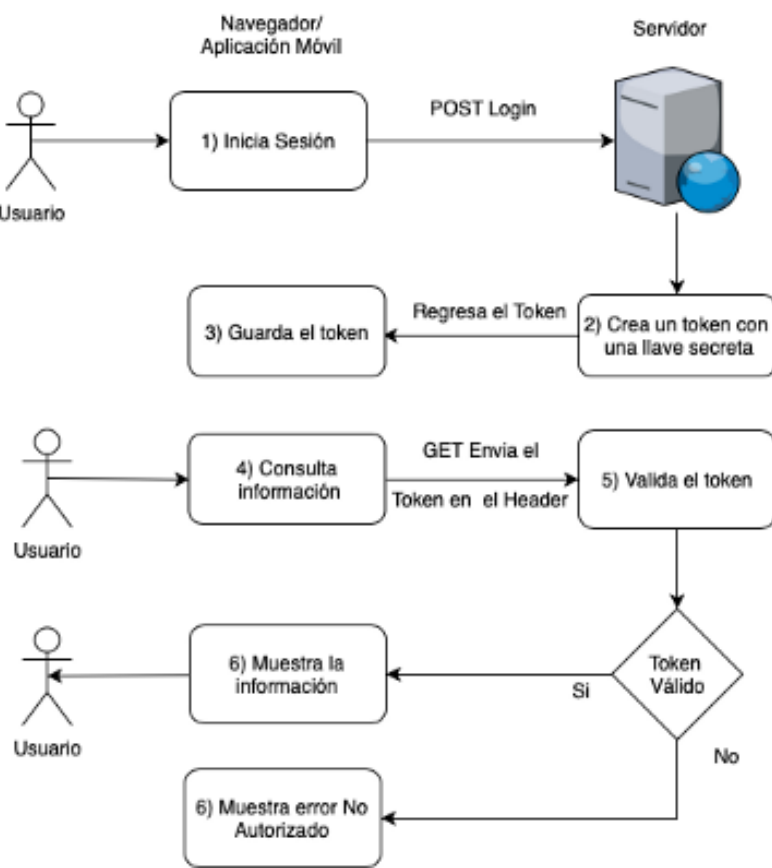 Navegador/
Aplicación Móvil
Servidor
1) Inicia Sesión
POST Login
Usuario
3) Guarda el token
Regresa el Token
2) Crea un token con
una llave secreta
4) Consulta
información
GET Envia el
Token en el Header
5) Valida el token
Usuario
6) Muestra la
información
Si
Token
Válido
Usuario
No
6) Muestra error No
Autorizado